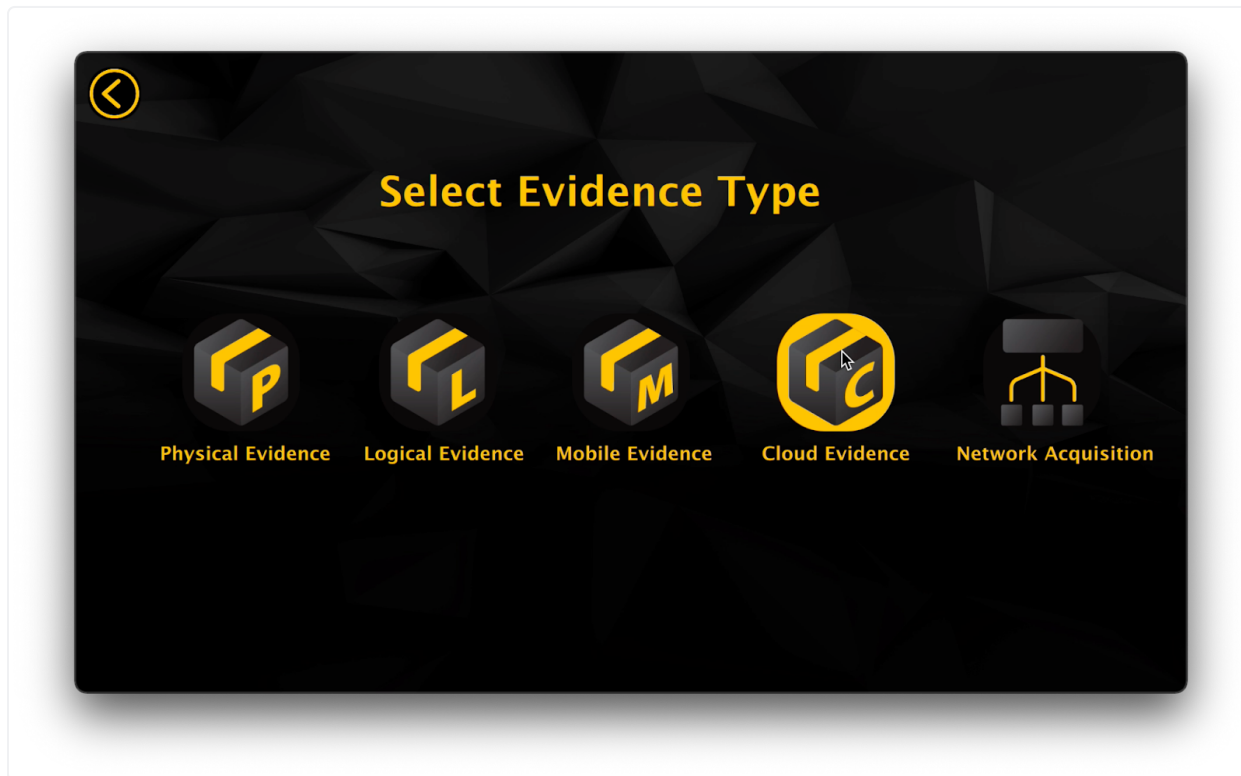 Select Evidence Type
P
L
M
C
Physical Evidence
Logical Evidence
Mobile Evidence
Cloud Evidence
Network Acquisition